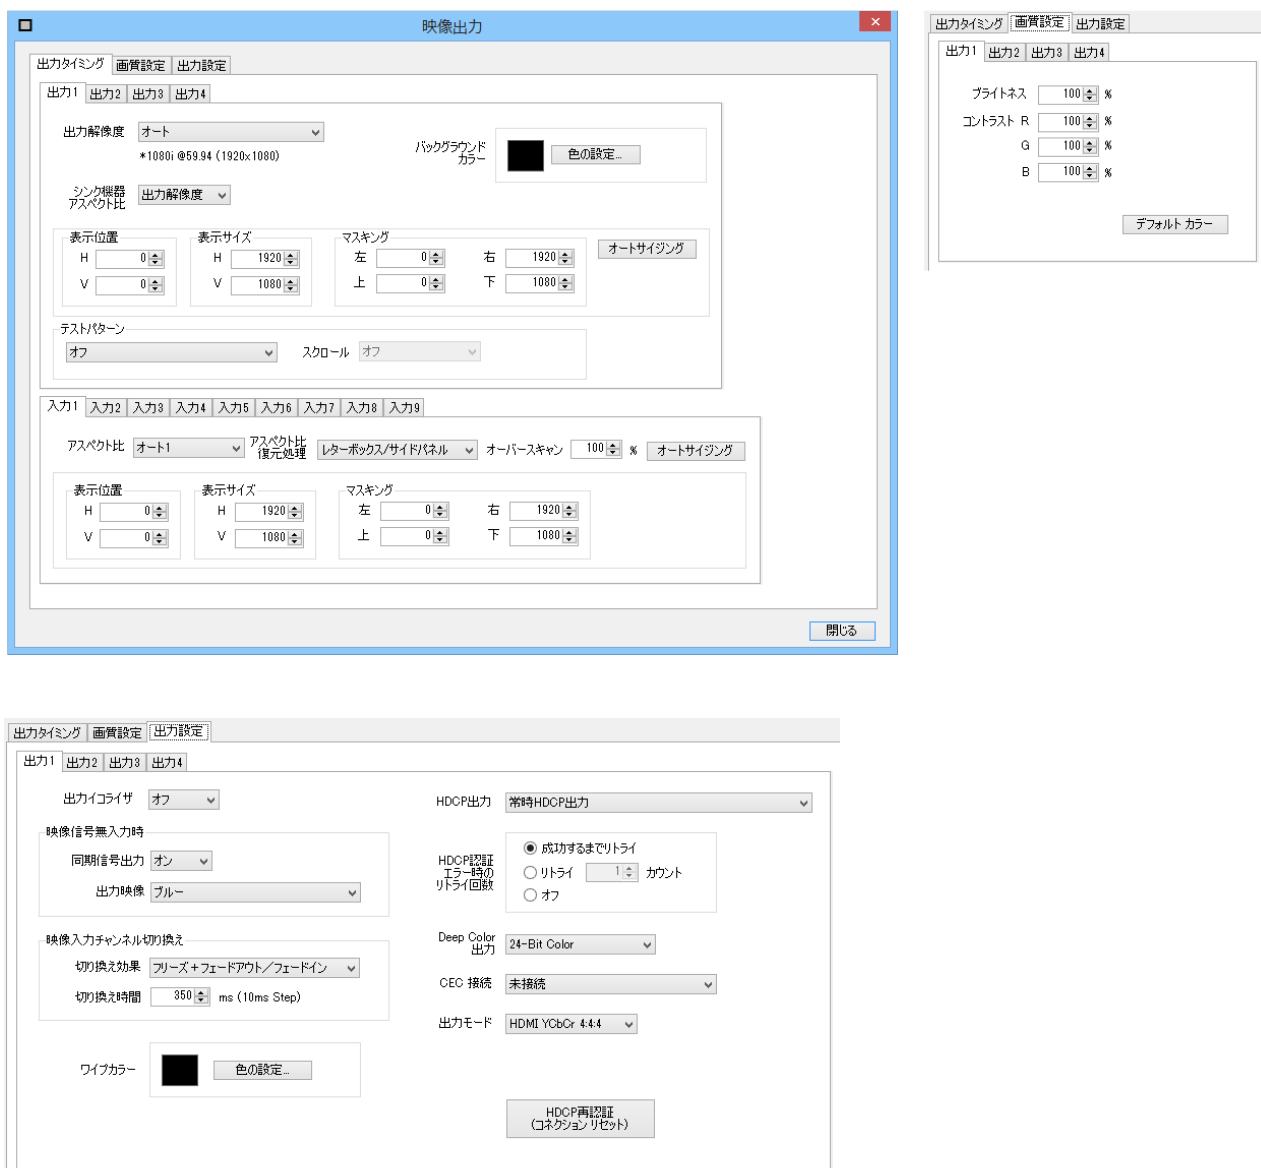 映像出力
出力タイミング 画質設定 出力設定
出力1 出力2 出力3 出力4
出力解像度 オート
*1080i @59.94 (1920x1080)
バックグラウンド
カラー
色の設定...
シンク機器
アスペクト比
出力解像度
表示位置 表示サイズ マスキング
H 0 H 1920 左 0 右 1920 オートサイジング
V 0 V 1080 上 0 下 1080
テストパターン
オフ スクロール オフ
入力1 入力2 入力3 入力4 入力5 入力6 入力7 入力8 入力9
アスペクト比 オート1 アスペクト比
復元処理
レターボックス/サイドパネル オーバースキャン 100 % オートサイジング
表示位置 表示サイズ マスキング
H 0 H 1920 左 0 右 1920
V 0 V 1080 上 0 下 1080
閉じる
出力タイミング 画質設定 出力設定
出力1 出力2 出力3 出力4
ブライトネス 100 %
コントラスト R 100 %
G 100 %
B 100 %
デフォルト カラー
出力タイミング 画質設定 出力設定
出力1 出力2 出力3 出力4
出力イコライザ オフ
映像信号無入力時
同期信号出力 オン
出力映像 ブルー
映像入力チャンネル切り換え
切り換え効果 フリーズ+フェードアウト/フェードイン
切り換え時間 350 ms (10ms Step)
ワイプカラー 色の設定...
HDCP出力 常時HDCP出力
HDCP認証
エラー時の
リトライ回数
成功するまでリトライ
リトライ 1 カウント
オフ
Deep Color
出力
24-Bit Color
CEC 接続 未接続
出力モード HDMI YCbCr 4:4:4
HDCP再認証
(コネクション リセット)